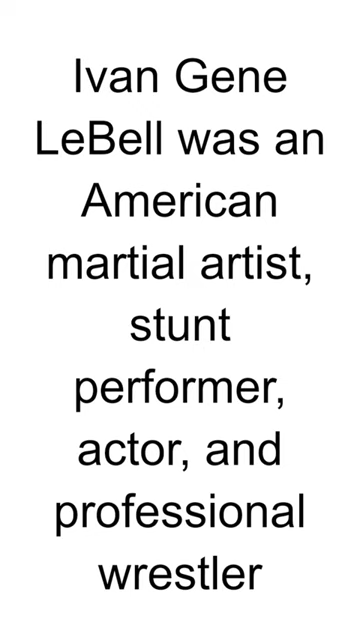 Ivan Gene
LeBell was an
American
martial artist,
stunt
performer,
actor, and
professional
wrestler